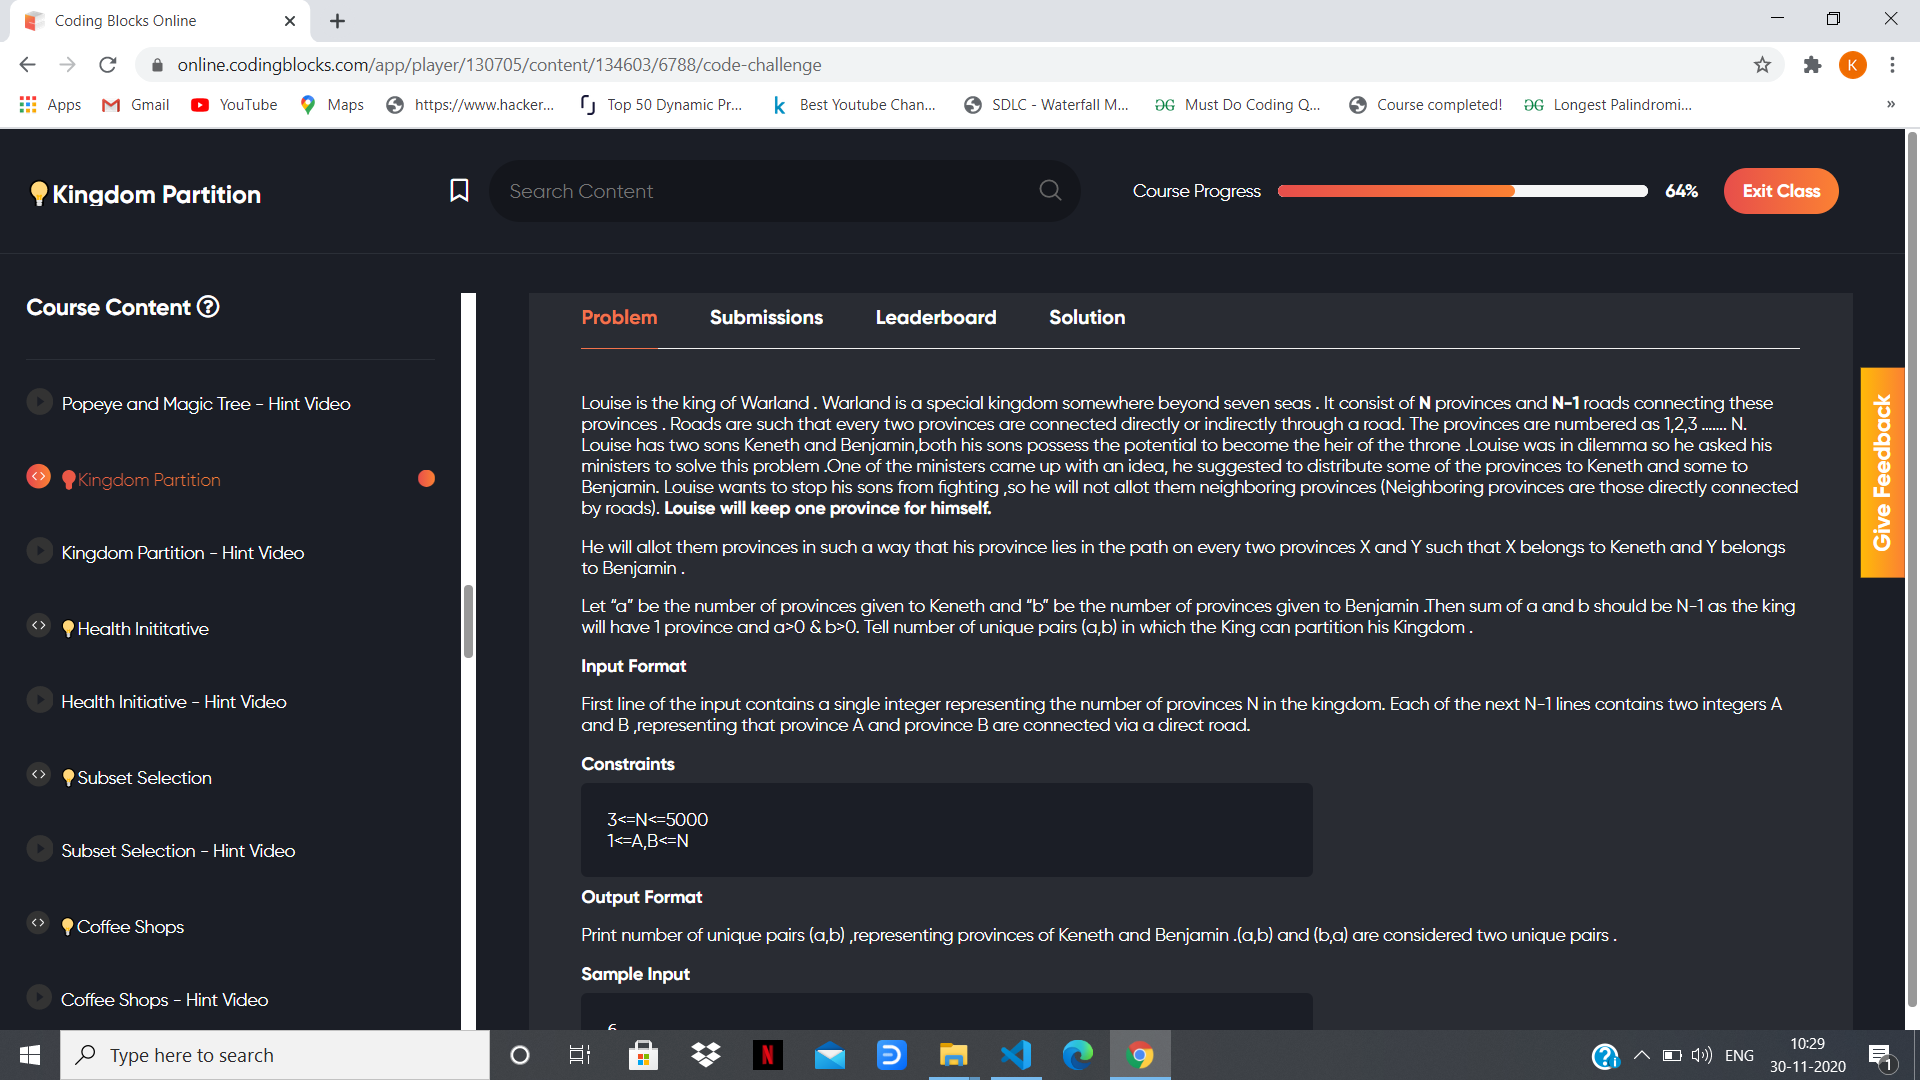 Coding Blocks Online
online.codingblocks.com/app/player/130705/content/134603/6788/code-challenge
K
Apps Gmail YouTube Maps https://www.hacker... Top 50 Dynamic Pr... Best Youtube Chan... SDLC - Waterfall M... Must Do Coding Q... Course completed! Longest Palindromi... »
Kingdom Partition
Search Content
Course Progress 64% Exit Class
Course Content
Popeye and Magic Tree - Hint Video
Kingdom Partition
Kingdom Partition - Hint Video
Health Inititative
Health Initiative - Hint Video
Subset Selection
Subset Selection - Hint Video
Coffee Shops
Coffee Shops - Hint Video
Problem Submissions Leaderboard Solution
Louise is the king of Warland . Warland is a special kingdom somewhere beyond seven seas . It consist of N provinces and N-1 roads connecting these
provinces . Roads are such that every two provinces are connected directly or indirectly through a road. The provinces are numbered as 1,2,3 ....... N.
Louise has two sons Keneth and Benjamin,both his sons possess the potential to become the heir of the throne .Louise was in dilemma so he asked his
ministers to solve this problem .One of the ministers came up with an idea, he suggested to distribute some of the provinces to Keneth and some to
Benjamin. Louise wants to stop his sons from fighting ,so he will not allot them neighboring provinces (Neighboring provinces are those directly connected
by roads). Louise will keep one province for himself.
He will allot them provinces in such a way that his province lies in the path on every two provinces X and Y such that X belongs to Keneth and Y belongs
to Benjamin .
Let “a” be the number of provinces given to Keneth and “b” be the number of provinces given to Benjamin .Then sum of a and b should be N-1 as the king
will have 1 province and a>0 & b>0. Tell number of unique pairs (a,b) in which the King can partition his Kingdom .
Input Format
First line of the input contains a single integer representing the number of provinces N in the kingdom. Each of the next N-1 lines contains two integers A
and B ,representing that province A and province B are connected via a direct road.
Constraints
3<=N<=5000
1<=A,B<=N
Output Format
Print number of unique pairs (a,b) ,representing provinces of Keneth and Benjamin .(a,b) and (b,a) are considered two unique pairs .
Sample Input
6
Give Feedback
Type here to search
ENG
10:29
30-11-2020
1